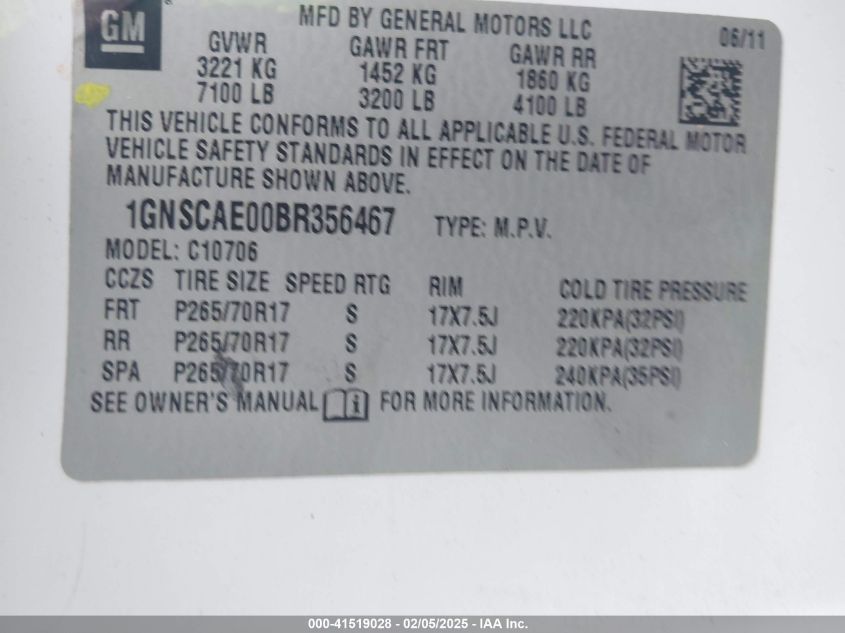 GM ®
MFD BY GENERAL MOTORS LLC
06/11
GVWR GAWR FRT GAWR RR
3221 KG 1452 KG 1860 KG
7100 LB 3200 LB 4100 LB
THIS VEHICLE CONFORMS TO ALL APPLICABLE U.S. FEDERAL MOTOR
VEHICLE SAFETY STANDARDS IN EFFECT ON THE DATE OF
MANUFACTURE SHOWN ABOVE.
1GNSCAE00BR356467 TYPE: M.P.V.
MODEL: C10706
CCZS TIRE SIZE SPEED RTG RIM COLD TIRE PRESSURE
FRT P265/70R17 S 17X7.5J 220KPA(32PSI)
RR P265/70R17 S 17X7.5J 220KPA(32PSI)
SPA P265/70R17 S 17X7.5J 240KPA(35PSI)
SEE OWNER'S MANUAL i FOR MORE INFORMATION.
000-41519028 - 02/05/2025 - IAA Inc.